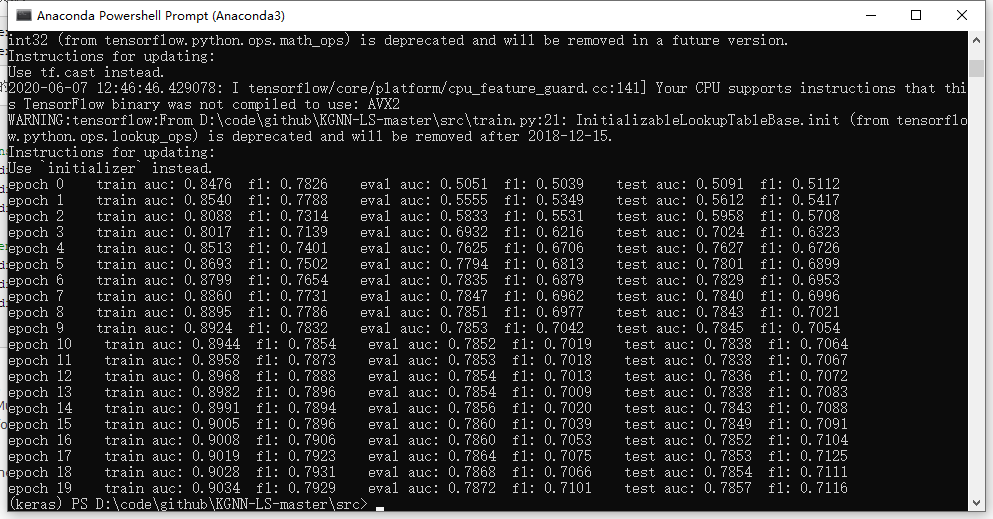 Anaconda Powershell Prompt (Anaconda3)
int32 (from tensorflow.python.ops.math_ops) is deprecated and will be removed in a future version.
Instructions for updating:
Use tf.cast instead.
2020-06-07 12:46:46.429078: I tensorflow/core/platform/cpu_feature_guard.cc:141] Your CPU supports instructions that thi
s TensorFlow binary was not compiled to use: AVX2
WARNING:tensorflow:From D:\code\github\KGNN-LS-master\src\train.py:21: InitializableLookupTableBase.init (from tensorflo
w.python.ops.lookup_ops) is deprecated and will be removed after 2018-12-15.
Instructions for updating:
Use `initializer` instead.
epoch 0    train auc: 0.8476  f1: 0.7826    eval auc: 0.5051  f1: 0.5039    test auc: 0.5091  f1: 0.5112
epoch 1    train auc: 0.8540  f1: 0.7788    eval auc: 0.5555  f1: 0.5349    test auc: 0.5612  f1: 0.5417
epoch 2    train auc: 0.8088  f1: 0.7314    eval auc: 0.5833  f1: 0.5531    test auc: 0.5958  f1: 0.5708
epoch 3    train auc: 0.8017  f1: 0.7139    eval auc: 0.6932  f1: 0.6216    test auc: 0.7024  f1: 0.6323
epoch 4    train auc: 0.8513  f1: 0.7401    eval auc: 0.7625  f1: 0.6706    test auc: 0.7627  f1: 0.6726
epoch 5    train auc: 0.8693  f1: 0.7502    eval auc: 0.7794  f1: 0.6813    test auc: 0.7801  f1: 0.6899
epoch 6    train auc: 0.8799  f1: 0.7654    eval auc: 0.7835  f1: 0.6879    test auc: 0.7829  f1: 0.6953
epoch 7    train auc: 0.8860  f1: 0.7731    eval auc: 0.7847  f1: 0.6962    test auc: 0.7840  f1: 0.6996
epoch 8    train auc: 0.8895  f1: 0.7786    eval auc: 0.7851  f1: 0.6977    test auc: 0.7843  f1: 0.7021
epoch 9    train auc: 0.8924  f1: 0.7832    eval auc: 0.7853  f1: 0.7042    test auc: 0.7845  f1: 0.7054
epoch 10    train auc: 0.8944  f1: 0.7854    eval auc: 0.7852  f1: 0.7019    test auc: 0.7838  f1: 0.7064
epoch 11    train auc: 0.8958  f1: 0.7873    eval auc: 0.7853  f1: 0.7018    test auc: 0.7838  f1: 0.7067
epoch 12    train auc: 0.8968  f1: 0.7888    eval auc: 0.7854  f1: 0.7013    test auc: 0.7836  f1: 0.7072
epoch 13    train auc: 0.8982  f1: 0.7896    eval auc: 0.7854  f1: 0.7009    test auc: 0.7838  f1: 0.7083
epoch 14    train auc: 0.8991  f1: 0.7894    eval auc: 0.7856  f1: 0.7020    test auc: 0.7843  f1: 0.7088
epoch 15    train auc: 0.9005  f1: 0.7896    eval auc: 0.7860  f1: 0.7039    test auc: 0.7849  f1: 0.7091
epoch 16    train auc: 0.9008  f1: 0.7906    eval auc: 0.7860  f1: 0.7053    test auc: 0.7852  f1: 0.7104
epoch 17    train auc: 0.9019  f1: 0.7923    eval auc: 0.7864  f1: 0.7075    test auc: 0.7853  f1: 0.7125
epoch 18    train auc: 0.9028  f1: 0.7931    eval auc: 0.7868  f1: 0.7066    test auc: 0.7854  f1: 0.7111
epoch 19    train auc: 0.9034  f1: 0.7929    eval auc: 0.7872  f1: 0.7101    test auc: 0.7857  f1: 0.7116
(keras) PS D:\code\github\KGNN-LS-master\src>